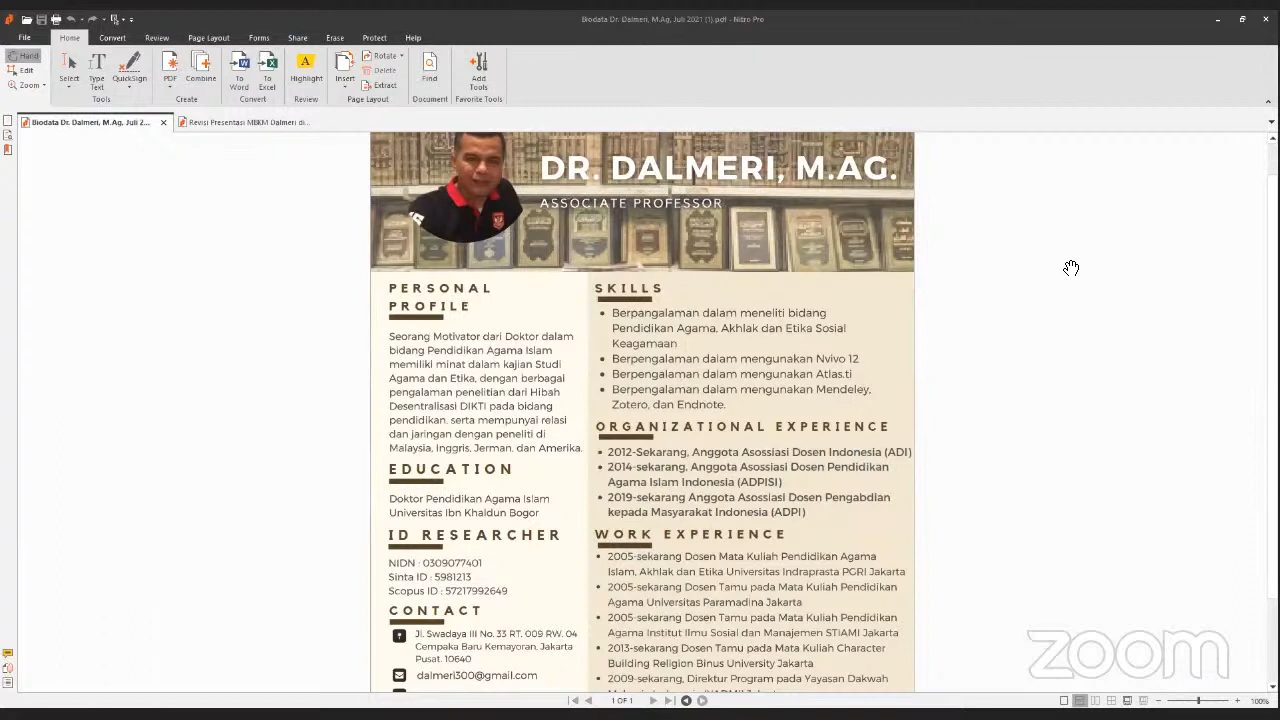 Biodata Dr. Dalmeri, M.Ag, Juli 2021 (1).pdf - Nitro Pro
File Home Convert Review Page Layout Forms Share Erase Protect Help
Hand
Edit
Zoom
Select
Type Text
QuickSign
PDF
Combine
To Word
To Excel
Highlight
Insert
Rotate
Delete
Extract
Find
Add Tools
Tools Create Convert Review Page Layout Document Favorite Tools
Biodata Dr. Dalmeri, M.Ag, Juli 2...
Revisi Presentasi MBKM Dalmeri di...
DR. DALMERI, M.AG.
ASSOCIATE PROFESSOR
PERSONAL
PROFILE
Seorang Motivator dari Doktor dalam
bidang Pendidikan Agama Islam
memiliki minat dalam kajian Studi
Agama dan Etika, dengan berbagai
pengalaman penelitian dari Hibah
Desentralisasi DIKTI pada bidang
pendidikan. serta mempunyai relasi
dan jaringan dengan peneliti di
Malaysia, Inggris, Jerman, dan Amerika.
EDUCATION
Doktor Pendidikan Agama Islam
Universitas Ibn Khaldun Bogor
ID RESEARCHER
NIDN : 0309077401
Sinta ID : 5981213
Scopus ID : 57217992649
CONTACT
Jl. Swadaya III No. 33 RT. 009 RW. 04
Cempaka Baru Kemayoran, Jakarta
Pusat. 10640
dalmeri300@gmail.com
SKILLS
Berpangalaman dalam meneliti bidang
Pendidikan Agama, Akhlak dan Etika Sosial
Keagamaan
Berpengalaman dalam mengunakan Nvivo 12
Berpengalaman dalam mengunakan Atlas.ti
Berpengalaman dalam mengunakan Mendeley,
Zotero, dan Endnote.
ORGANIZATIONAL EXPERIENCE
2012-Sekarang, Anggota Asossiasi Dosen Indonesia (ADI)
2014-sekarang, Anggota Asossiasi Dosen Pendidikan
Agama Islam Indonesia (ADPISI)
2019-sekarang Anggota Asossiasi Dosen Pengabdian
kepada Masyarakat Indonesia (ADPI)
WORK EXPERIENCE
2005-sekarang Dosen Mata Kuliah Pendidikan Agama
Islam, Akhlak dan Etika Universitas Indraprasta PGRI Jakarta
2005-sekarang Dosen Tamu pada Mata Kuliah Pendidikan
Agama Universitas Paramadina Jakarta
2005-sekarang Dosen Tamu pada Mata Kuliah Pendidikan
Agama Institut Ilmu Sosial dan Manajemen STIAMI Jakarta
2013-sekarang Dosen Tamu pada Mata Kuliah Character
Building Religion Binus University Jakarta
2009-sekarang, Direktur Program pada Yayasan Dakwah
zoom
1 OF 1
100%